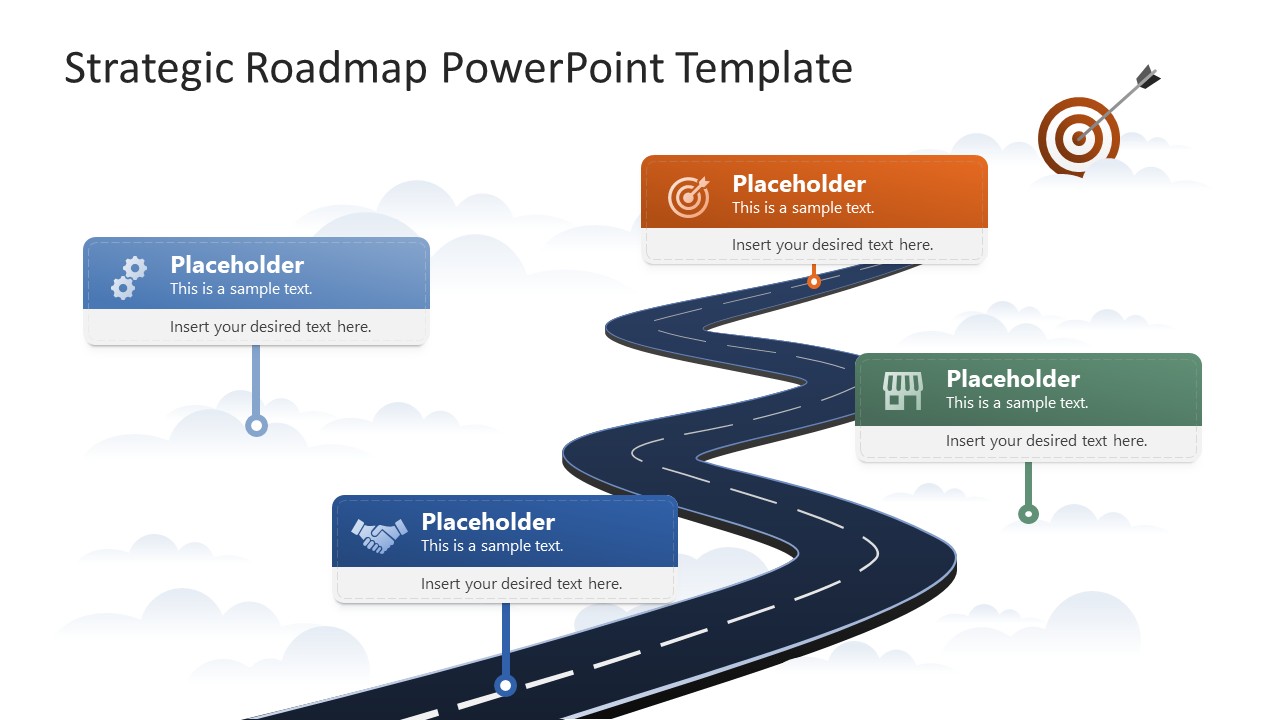 Strategic Roadmap PowerPoint Template
Placeholder
This is a sample text.
Insert your desired text here.
Placeholder
This is a sample text.
Insert your desired text here.
Placeholder
This is a sample text.
Insert your desired text here.
Placeholder
This is a sample text.
Insert your desired text here.